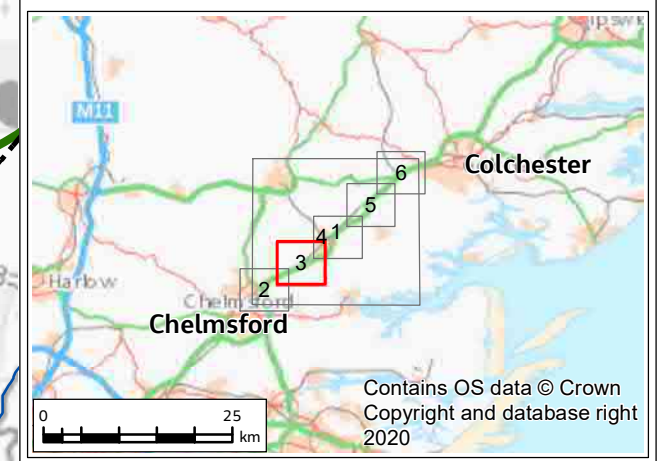 M11
Colchester
6
5
1
4
3
2
Harlow
Chelmsford
Chelmsford
Contains OS data © Crown
Copyright and database right
2020
0 25
km